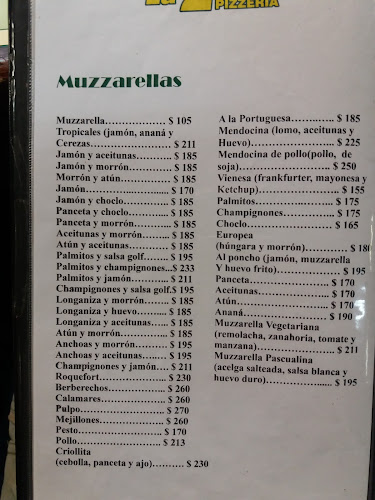 PIZZERIA
Muzzarellas
Muzzarella................ $ 105
Tropicales (jamón, ananá y
Cerezas...................... $ 211
Jamón y aceitunas.......... $ 185
Jamón y morrón............. $ 185
Morrón y atún.............. $ 185
Jamón......................... $ 170
Jamón y choclo............. $ 185
Panceta y choclo........... $ 185
Panceta y morrón.......... $ 185
Aceitunas y morrón....... $ 185
Atún y aceitunas........... $ 185
Palmitos y salsa golf....... $ 195
Palmitos y champignones...$ 233
Palmitos y jamón........... $ 211
Champignones y salsa golf.$ 195
Longaniza y morrón....... $ 185
Longaniza y huevo......... $ 185
Longaniza y aceitunas..... $ 185
Atún y morrón.............. $ 185
Anchoas y morrón......... $ 195
Anchoas y aceitunas....... $ 195
Champignones y jamón.... $ 211
Roquefort.................... $ 230
Berberechos................. $ 260
Calamares................... $ 260
Pulpo......................... $ 270
Mejillones................... $ 260
Pesto......................... $ 170
Pollo......................... $ 213
Criollita
(cebolla, panceta y ajo).......... $ 230
A la Portuguesa............. $ 185
Mendocina (lomo, aceitunas y
Huevo)....................... $ 225
Mendocina de pollo(pollo, de
soja).......................... $ 250
Vienesa (frankfurter, mayonesa y
Ketchup)..................... $ 155
Palmitos..................... $ 175
Champignones.............. $ 175
Choclo....................... $ 165
Europea
(húngara y morrón)............ $ 180
Al poncho (jamón, muzzarella
Y huevo frito)................ $ 195
Panceta...................... $ 170
Aceitunas................... $ 170
Atún......................... $ 170
Ananá....................... $ 190
Muzzarella Vegetariana
(remolacha, zanahoria, tomate y
manzana).................... $ 211
Muzzarella Pascualina
(acelga salteada, salsa blanca y
huevo duro)................. $ 195